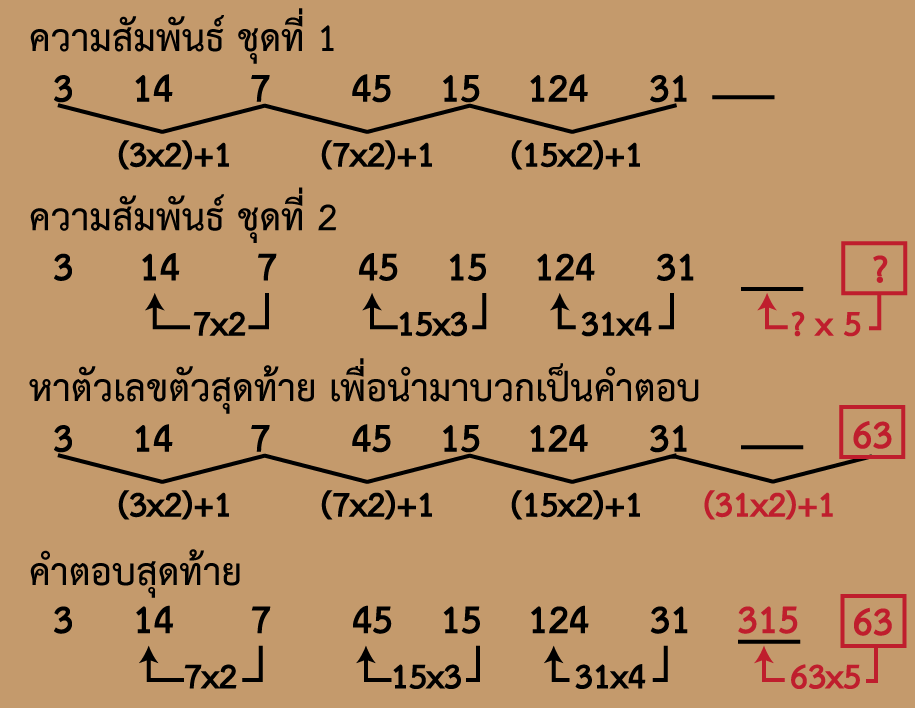 ความสัมพันธ์ ชุดที่ 1
3 14 7 45 15 124 31
(3x2)+1 (7x2)+1 (15x2)+1
ความสัมพันธ์ ชุดที่ 2
3 14 7 45 15 124 31 ?
7x2 15x3 31x4 ? x 5
หาตัวเลขตัวสุดท้าย เพื่อนำมาบวกเป็นคำตอบ
3 14 7 45 15 124 31 63
(3x2)+1 (7x2)+1 (15x2)+1 (31x2)+1
คำตอบสุดท้าย
3 14 7 45 15 124 31 315 63
7x2 15x3 31x4 63x5